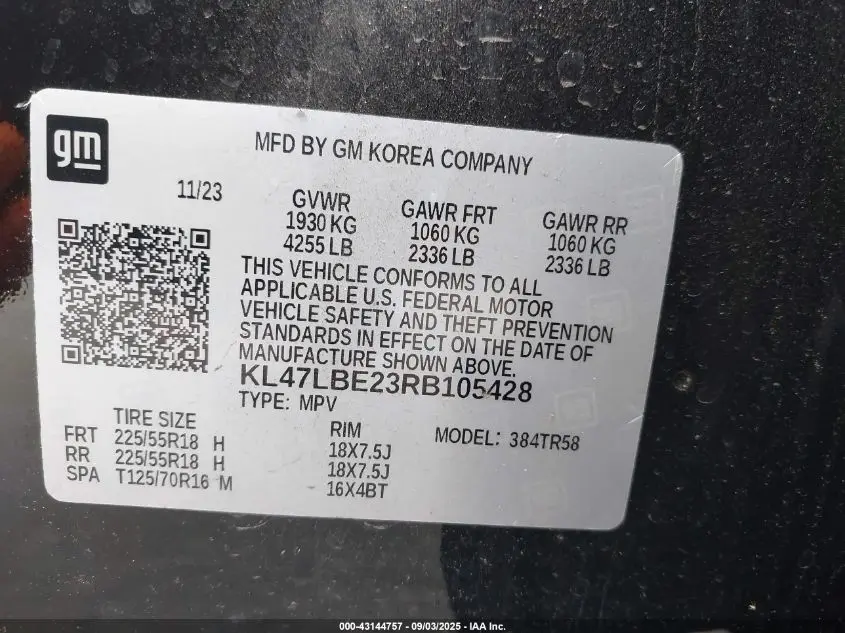 gm
MFD BY GM KOREA COMPANY
11/23
GVWR
1930 KG
4255 LB
GAWR FRT
1060 KG
2336 LB
GAWR RR
1060 KG
2336 LB
THIS VEHICLE CONFORMS TO ALL
APPLICABLE U.S. FEDERAL MOTOR
VEHICLE SAFETY AND THEFT PREVENTION
STANDARDS IN EFFECT ON THE DATE OF
MANUFACTURE SHOWN ABOVE.
KL47LBE23RB105428
TYPE: MPV
MODEL: 384TR58
TIRE SIZE RIM
FRT 225/55R18 H 18X7.5J
RR 225/55R18 H 18X7.5J
SPA T125/70R16 M 16X4BT
000-43144757 - 09/03/2025 - IAA Inc.